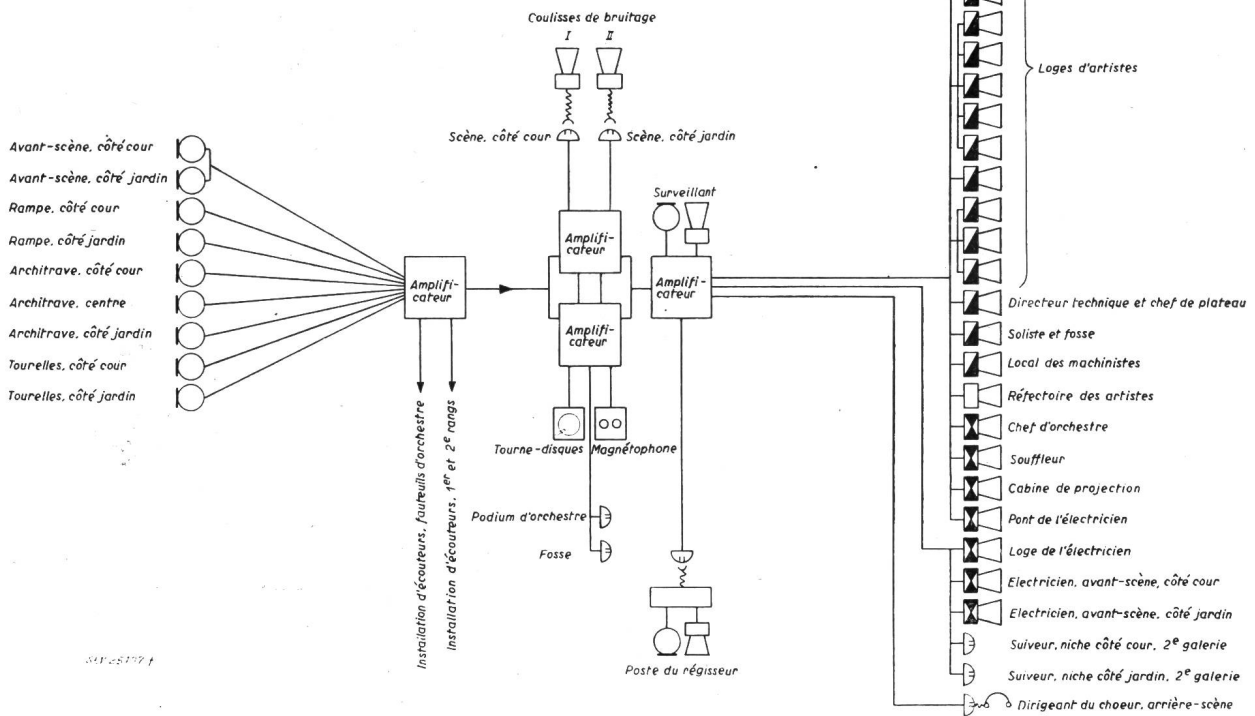 Coulisses de bruitage
I II
Scène, côté cour
Scène, côté jardin
Avant-scène, côté cour
Avant-scène, côté jardin
Rampe, côté cour
Rampe, côté jardin
Architrave, côté cour
Architrave, centre
Architrave, côté jardin
Tourelles, côté cour
Tourelles, côté jardin
Amplifi-
cateur
Installation d'écouteurs, fauteuils d'orchestre
Installation d'écouteurs, 1er et 2e rangs
Amplifi-
cateur
Amplifi-
cateur
Tourne-disques
Magnétophone
Podium d'orchestre
Fosse
Surveillant
Amplifi-
cateur
Poste du régisseur
Loges d'artistes
Directeur technique et chef de plateau
Soliste et fosse
Local des machinistes
Réfectoire des artistes
Chef d'orchestre
Souffleur
Cabine de projection
Pont de l'électricien
Loge de l'électricien
Electricien, avant-scène, côté cour
Electricien, avant-scène, côté jardin
Suiveur, niche côté cour, 2e galerie
Suiveur, niche côté jardin, 2e galerie
Dirigeant du choeur, arrière-scène